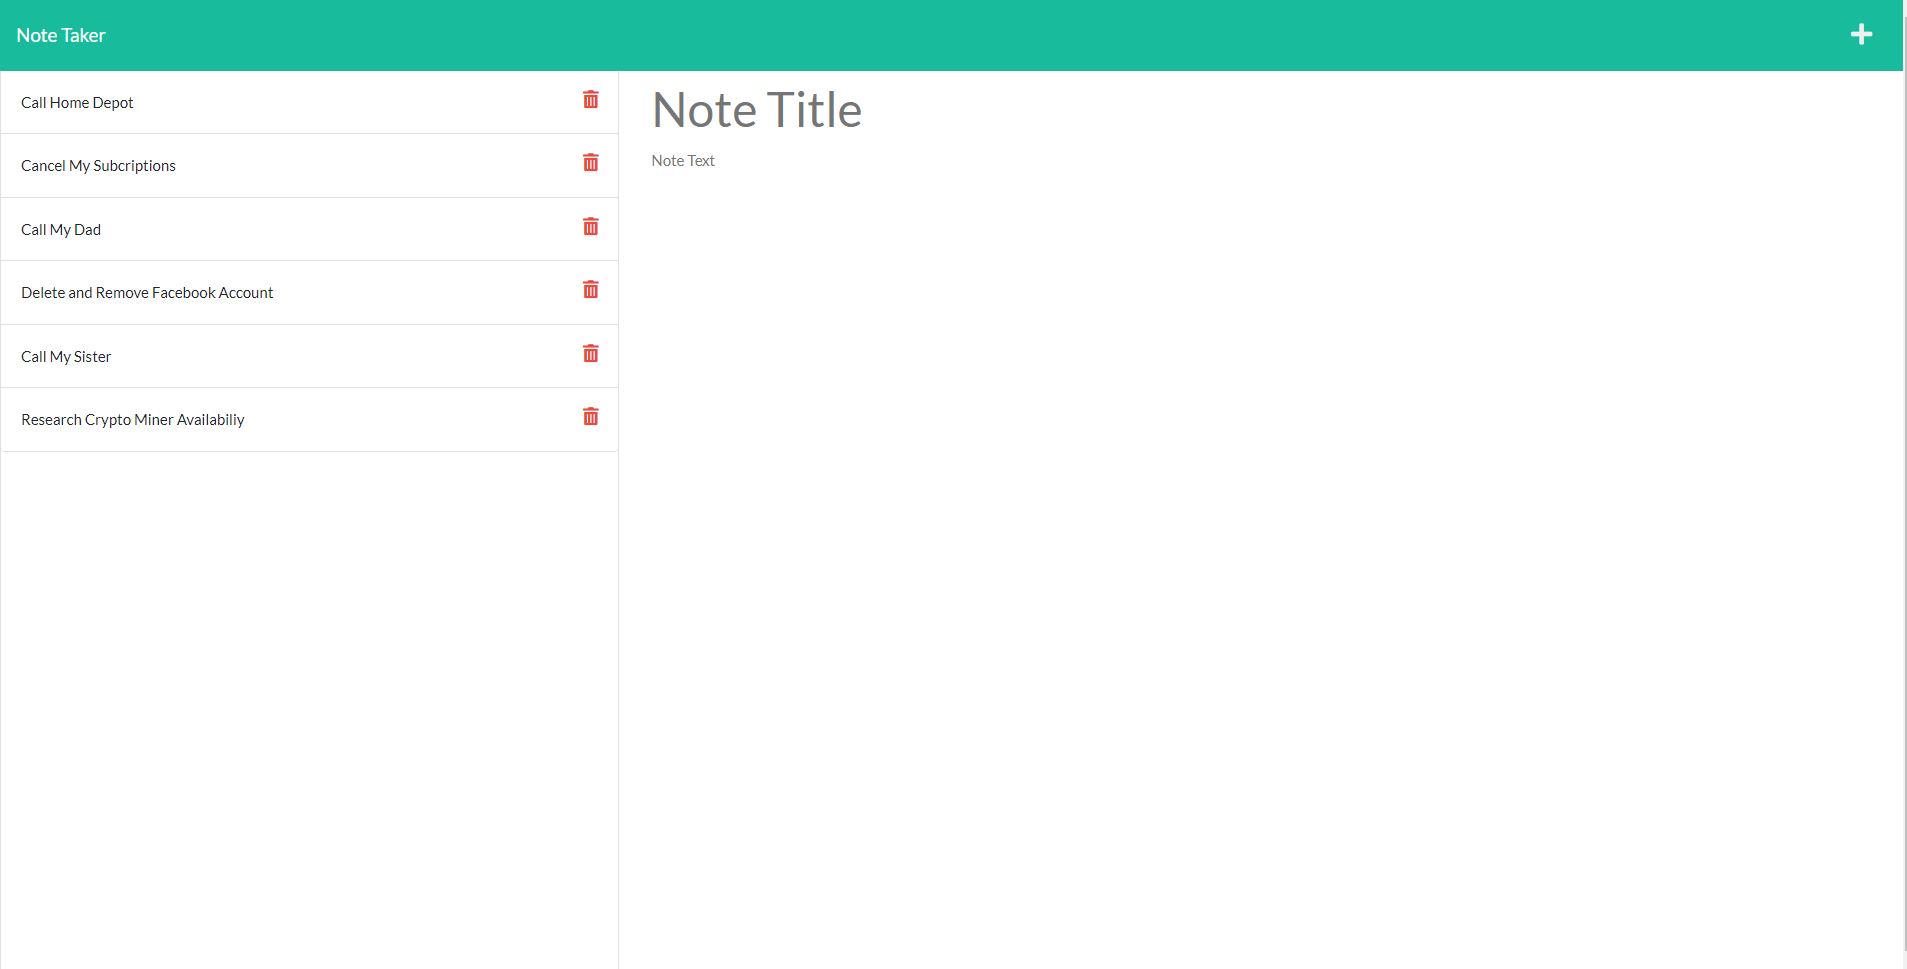 Note Taker
Call Home Depot
Cancel My Subcriptions
Call My Dad
Delete and Remove Facebook Account
Call My Sister
Research Crypto Miner Availabiliy
Note Title
Note Text